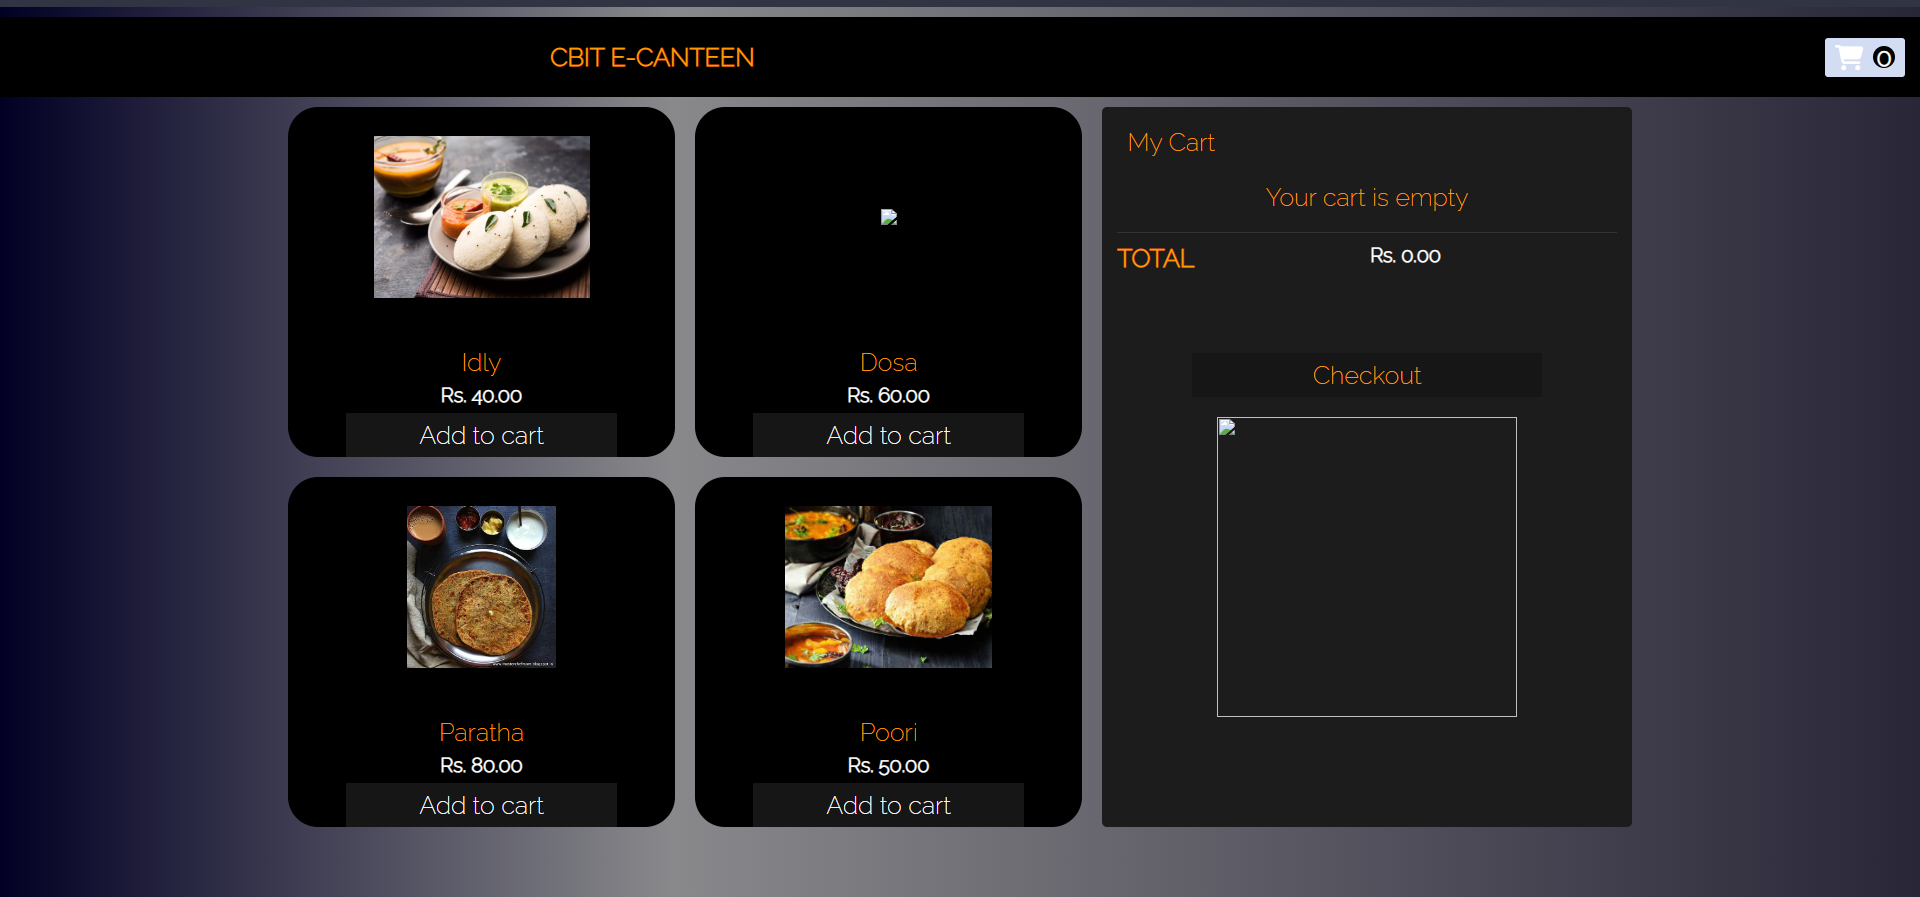 CBIT E-CANTEEN
0
Idly
Rs. 40.00
Add to cart
Dosa
Rs. 60.00
Add to cart
Paratha
Rs. 80.00
Add to cart
Poori
Rs. 50.00
Add to cart
My Cart
Your cart is empty
TOTAL
Rs. 0.00
Checkout